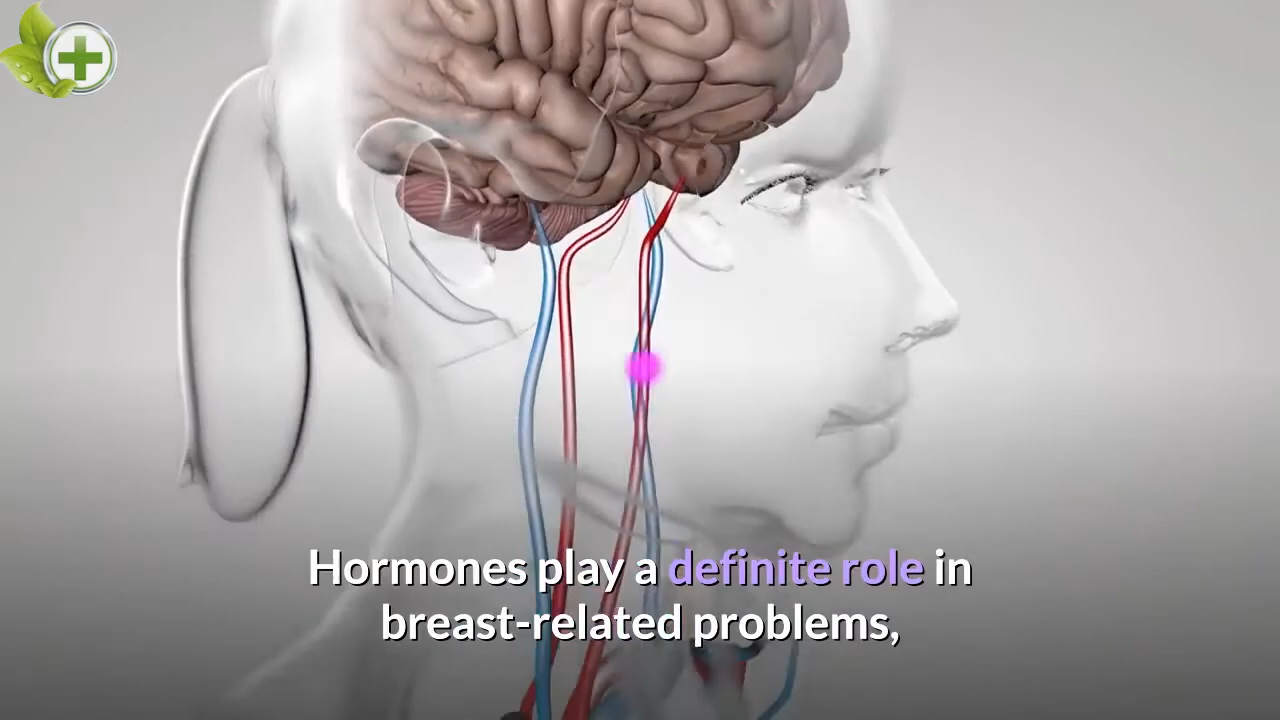 Hormones play a definite role in
breast-related problems,